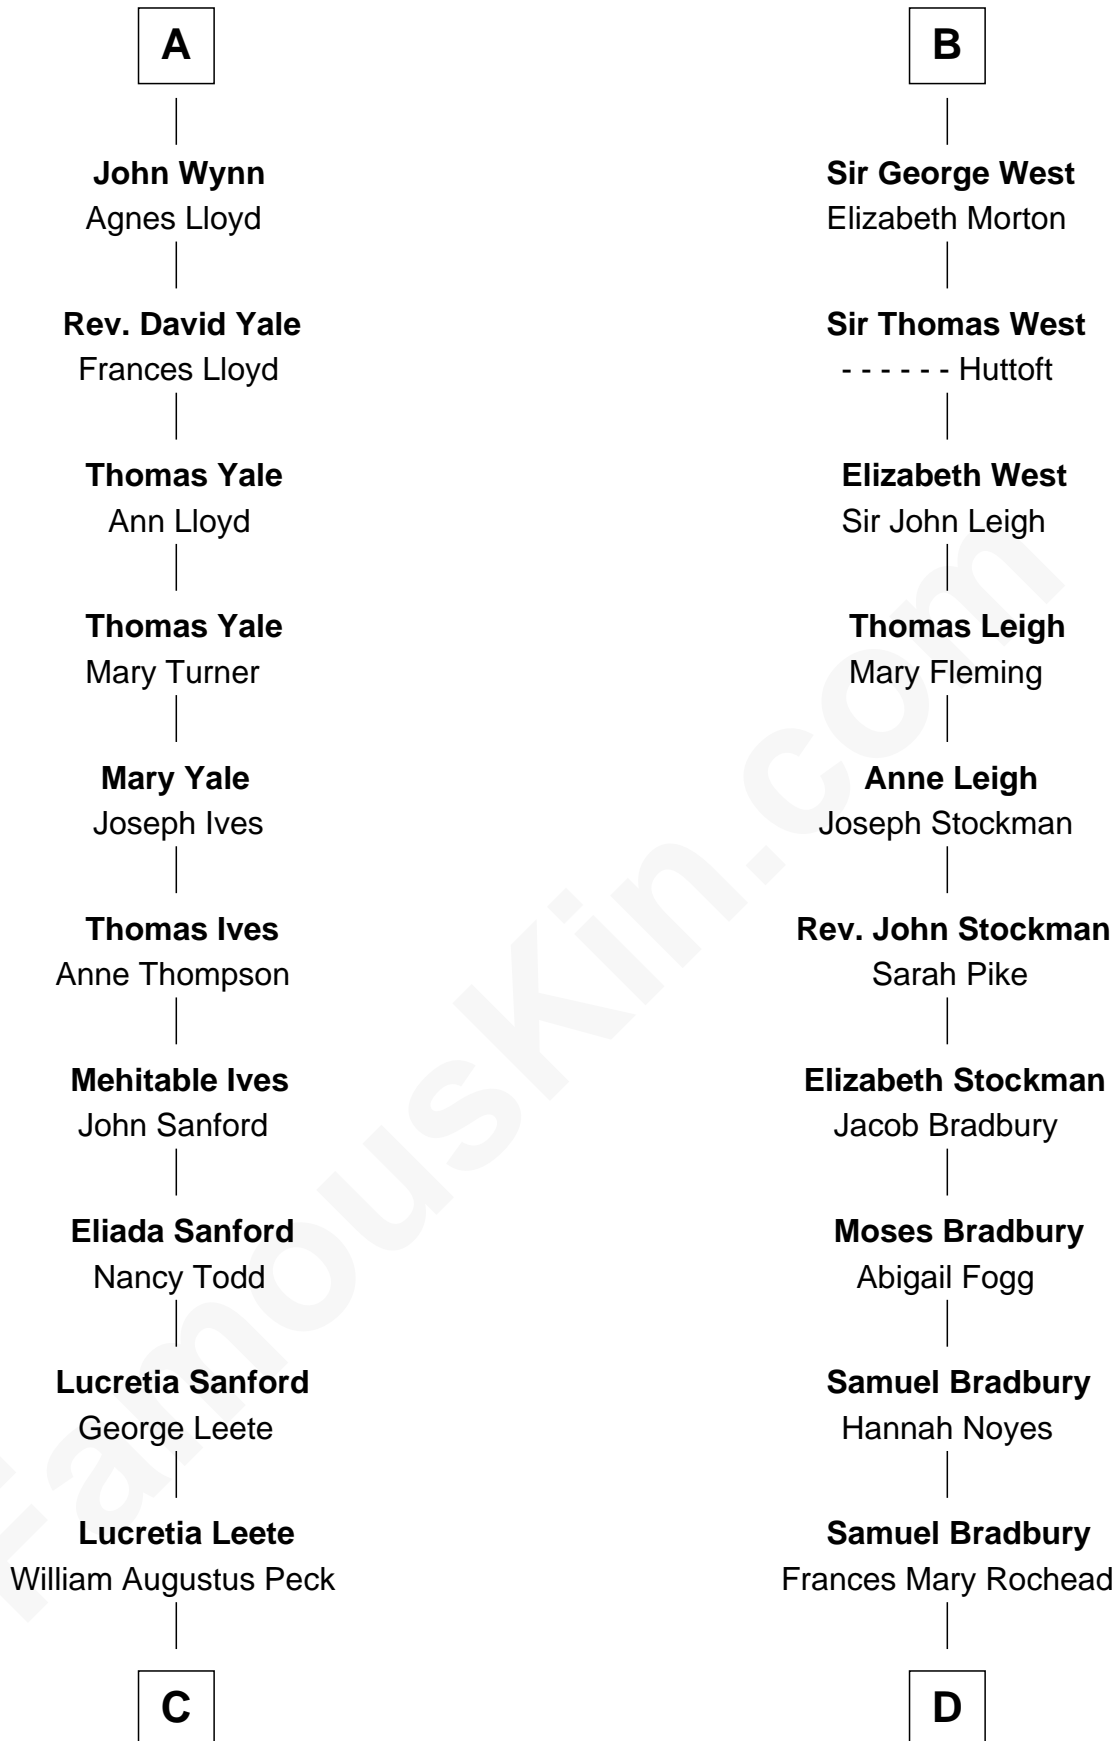 A
John Wynn
Agnes Lloyd
Rev. David Yale
Frances Lloyd
Thomas Yale
Ann Lloyd
Thomas Yale
Mary Turner
Mary Yale
Joseph Ives
Thomas Ives
Anne Thompson
Mehitable Ives
John Sanford
Eliada Sanford
Nancy Todd
Lucretia Sanford
George Leete
Lucretia Leete
William Augustus Peck
C
B
Sir George West
Elizabeth Morton
Sir Thomas West
- - - - - - Huttoft
Elizabeth West
Sir John Leigh
Thomas Leigh
Mary Fleming
Anne Leigh
Joseph Stockman
Rev. John Stockman
Sarah Pike
Elizabeth Stockman
Jacob Bradbury
Moses Bradbury
Abigail Fogg
Samuel Bradbury
Hannah Noyes
Samuel Bradbury
Frances Mary Rochead
D
FamousKin.com